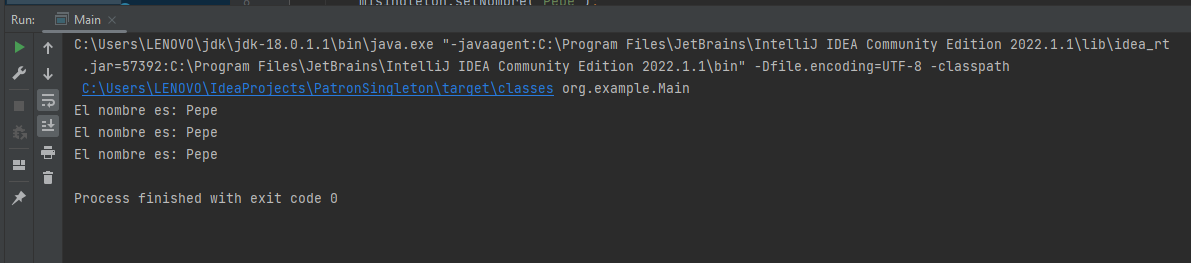 misingleton.setNombre("Pepe");
Run: Main
C:\Users\LENOVO\jdk\jdk-18.0.1.1\bin\java.exe "-javaagent:C:\Program Files\JetBrains\IntelliJ IDEA Community Edition 2022.1.1\lib\idea_rt
.jar=57392:C:\Program Files\JetBrains\IntelliJ IDEA Community Edition 2022.1.1\bin" -Dfile.encoding=UTF-8 -classpath
C:\Users\LENOVO\IdeaProjects\PatronSingleton\target\classes org.example.Main
El nombre es: Pepe
El nombre es: Pepe
El nombre es: Pepe
Process finished with exit code 0